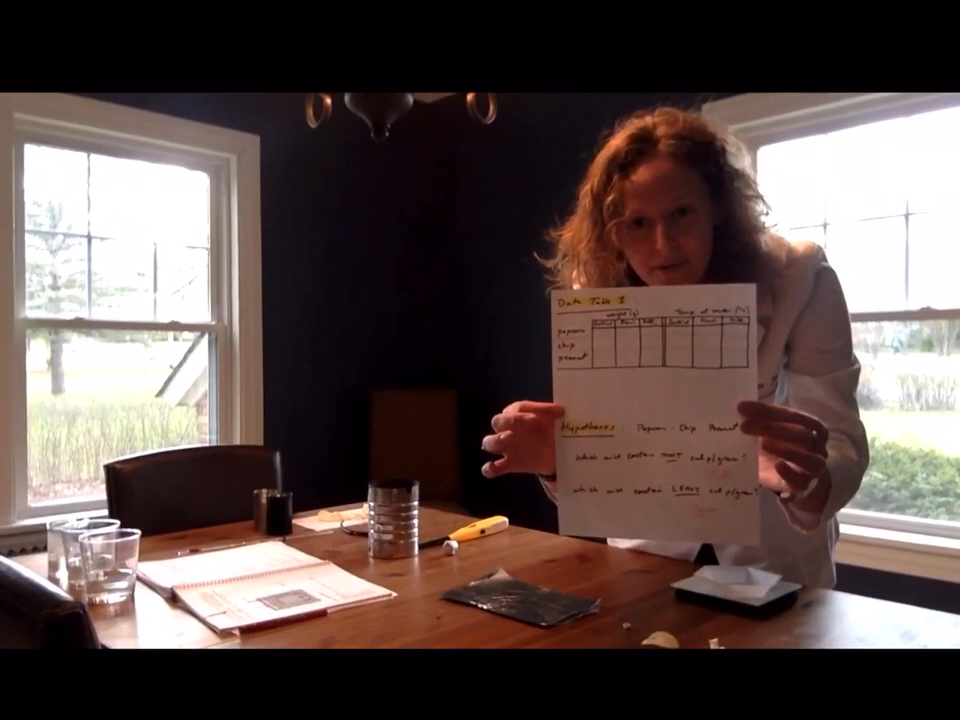 Data Table 1
weight (g) Temp. of water (°C)
Initial Final Initial Final
popcorn
chip
peanut
Hypotheses - Popcorn - Chip - Peanut
Which will contain MOST cal/gram?
Chip
which will contain LEAST cal/gram?